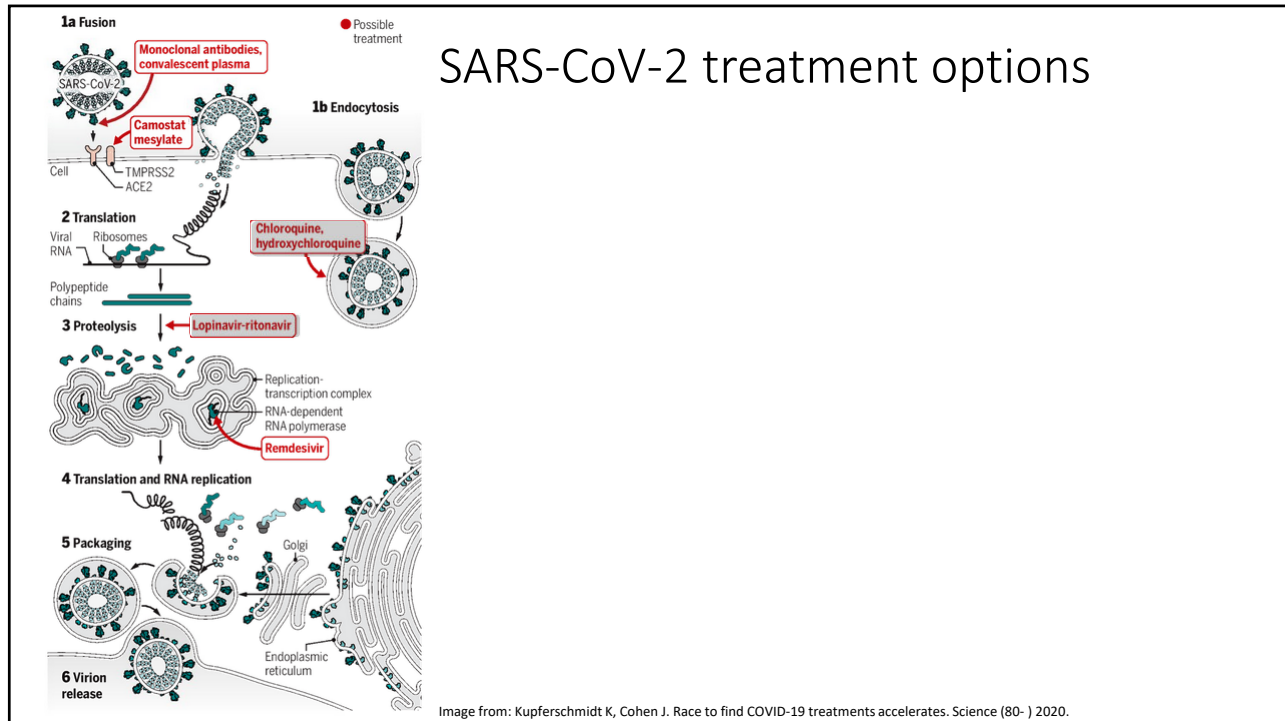 SARS-CoV-2 treatment options
1a Fusion
Possible
treatment
Monoclonal antibodies,
convalescent plasma
SARS-CoV-2
1b Endocytosis
Camostat
mesylate
Cell
TMPRSS2
ACE2
2 Translation
Viral
RNA
Ribosomes
Chloroquine,
hydroxychloroquine
Polypeptide
chains
3 Proteolysis
Lopinavir-ritonavir
Replication-
transcription complex
RNA-dependent
RNA polymerase
Remdesivir
4 Translation and RNA replication
5 Packaging
Golgi
Endoplasmic
reticulum
6 Virion
release
Image from: Kupferschmidt K, Cohen J. Race to find COVID-19 treatments accelerates. Science (80- ) 2020.